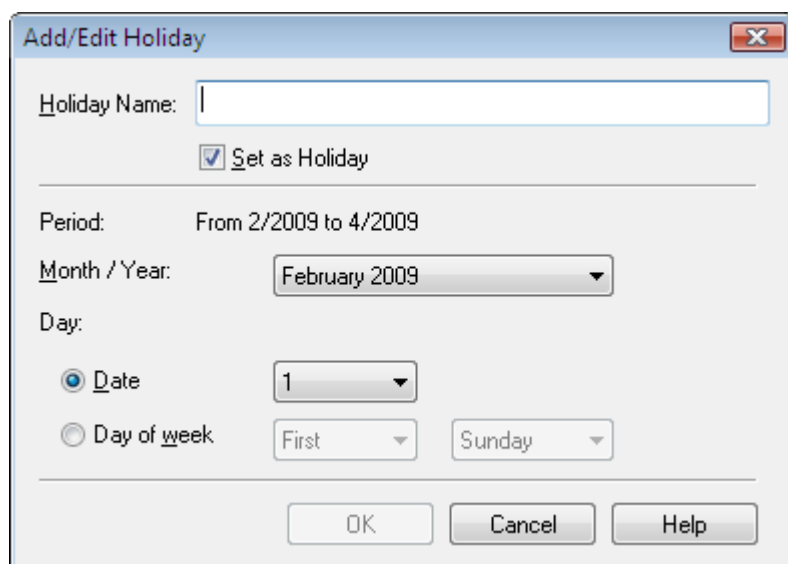 Add/Edit Holiday
Holiday Name:
Set as Holiday
Period: From 2/2009 to 4/2009
Month / Year: February 2009
Day:
Date 1
Day of week First Sunday
OK Cancel Help